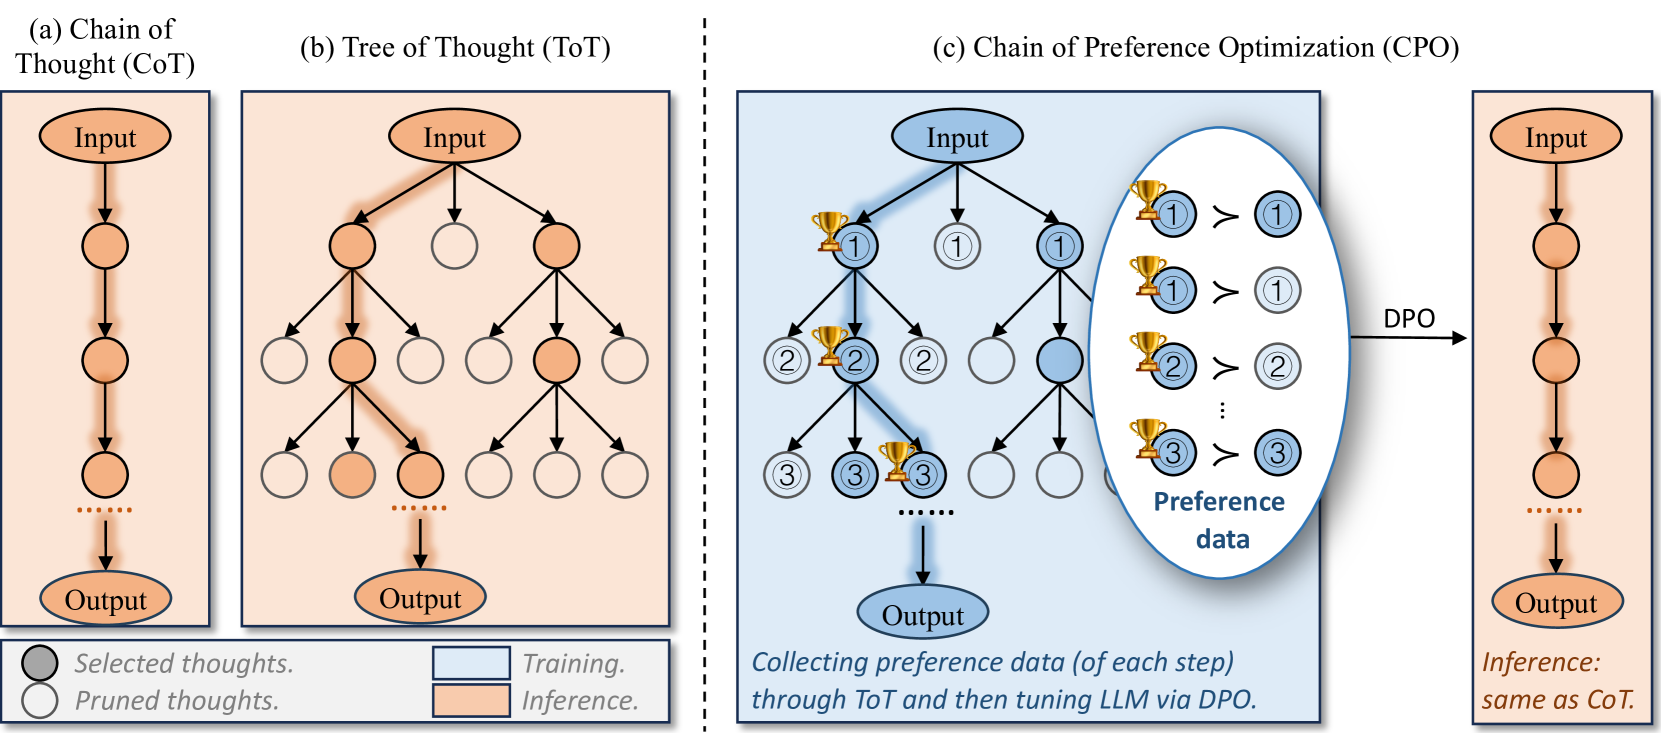 (a) Chain of
Thought (CoT)
Input
Output
(b) Tree of Thought (ToT)
Input
Output
Selected thoughts.
Pruned thoughts.
Training.
Inference.
(c) Chain of Preference Optimization (CPO)
Input
① ① ①
② ② ②
③ ③ ③
......
Output
① ≻ ①
① ≻ ①
② ≻ ②
...
③ ≻ ③
Preference
data
Collecting preference data (of each step)
through ToT and then tuning LLM via DPO.
DPO
Input
Output
Inference:
same as CoT.